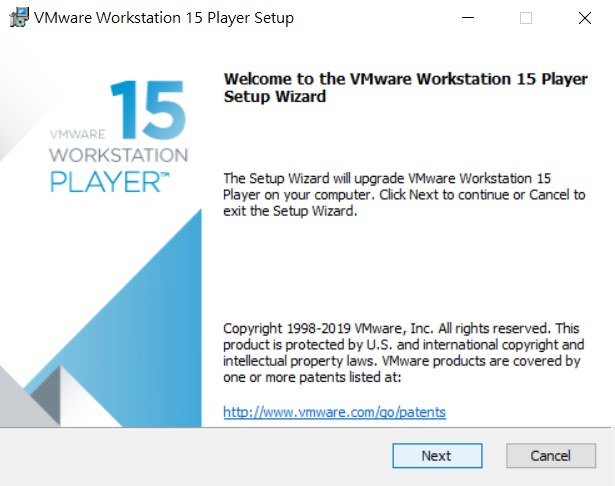 VMware Workstation 15 Player Setup
Welcome to the VMware Workstation 15 Player
Setup Wizard
15
VMWARE
WORKSTATION
PLAYER™
The Setup Wizard will upgrade VMware Workstation 15
Player on your computer. Click Next to continue or Cancel to
exit the Setup Wizard.
Copyright 1998-2019 VMware, Inc. All rights reserved. This
product is protected by U.S. and international copyright and
intellectual property laws. VMware products are covered by
one or more patents listed at:
http://www.vmware.com/go/patents
Next
Cancel